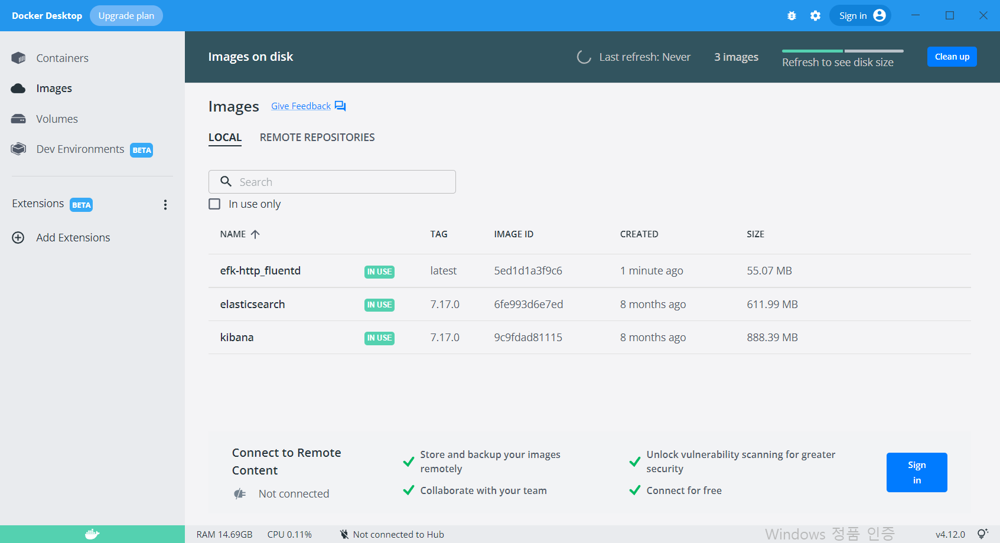 Docker Desktop Upgrade plan Sign in
Containers
Images
Volumes
Dev Environments BETA
Extensions BETA
Add Extensions
Images on disk Last refresh: Never 3 images Refresh to see disk size Clean up
Images Give Feedback
LOCAL REMOTE REPOSITORIES
Search
In use only
NAME TAG IMAGE ID CREATED SIZE
efk-http_fluentd IN USE latest 5ed1d1a3f9c6 1 minute ago 55.07 MB
elasticsearch IN USE 7.17.0 6fe993d6e7ed 8 months ago 611.99 MB
kibana IN USE 7.17.0 9c9fdad81115 8 months ago 888.39 MB
Connect to Remote
Content
Not connected
Store and backup your images
remotely
Collaborate with your team
Unlock vulnerability scanning for greater
security
Connect for free
Sign
in
RAM 14.69GB CPU 0.11% Not connected to Hub Windows 정품 인증 v4.12.0